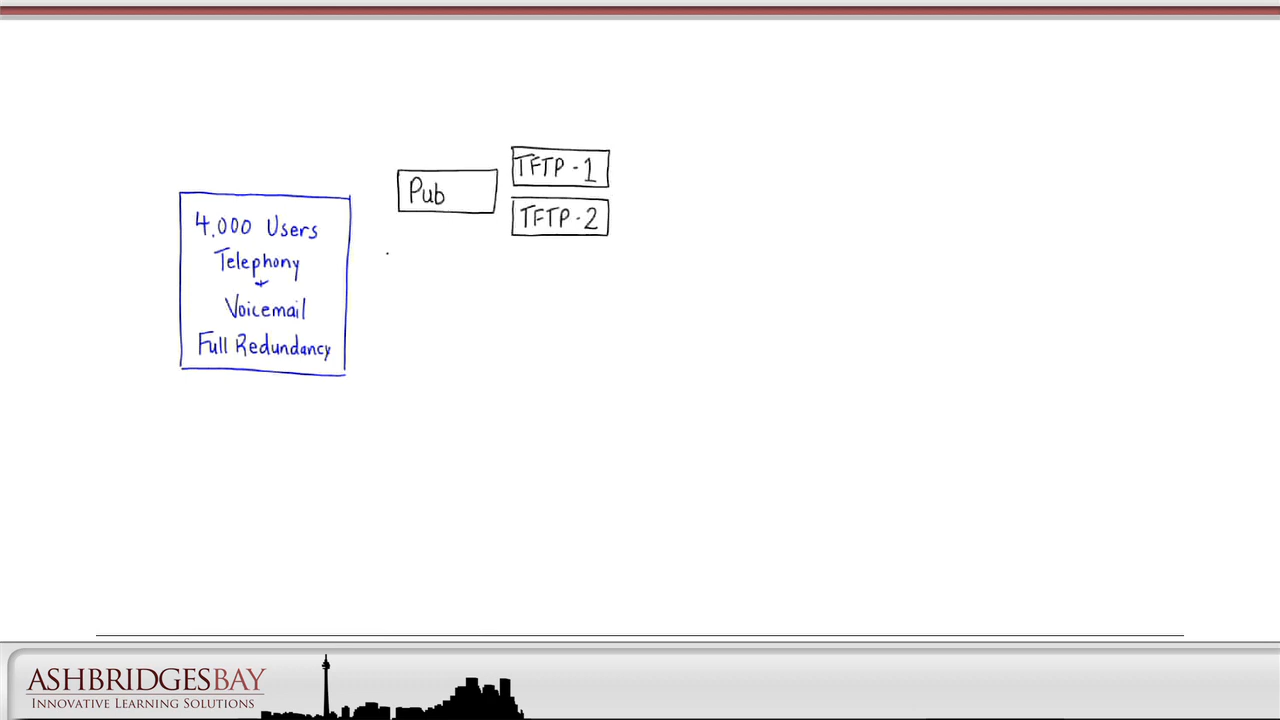 4,000 Users
Telephony
+
Voicemail
Full Redundancy
Pub
TFTP - 1
TFTP - 2
ASHBRIDGESBAY
INNOVATIVE LEARNING SOLUTIONS